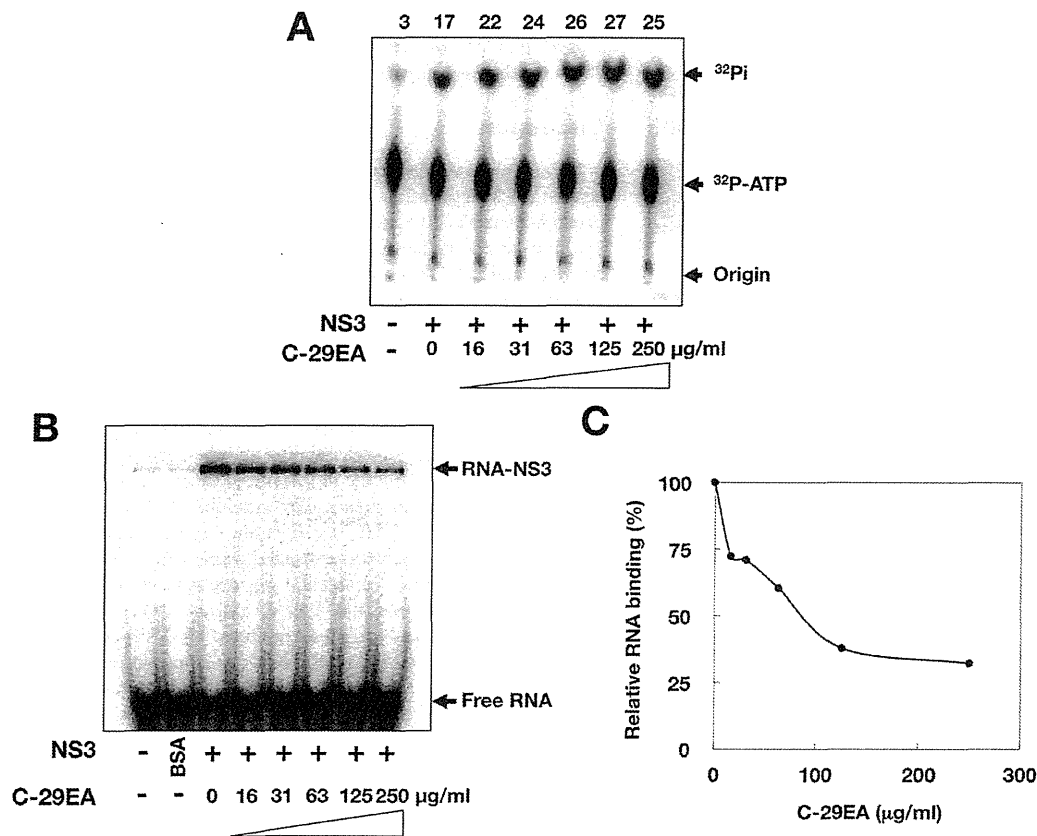 A
3 17 22 24 26 27 25
³²Pi
³²P-ATP
Origin
NS3 - + + + + + +
C-29EA - 0 16 31 63 125 250 µg/ml
B
RNA-NS3
Free RNA
NS3 - BSA + + + + + +
C-29EA - - 0 16 31 63 125 250 µg/ml
C
Relative RNA binding (%)
100
75
50
25
0
0 100 200 300
C-29EA (µg/ml)